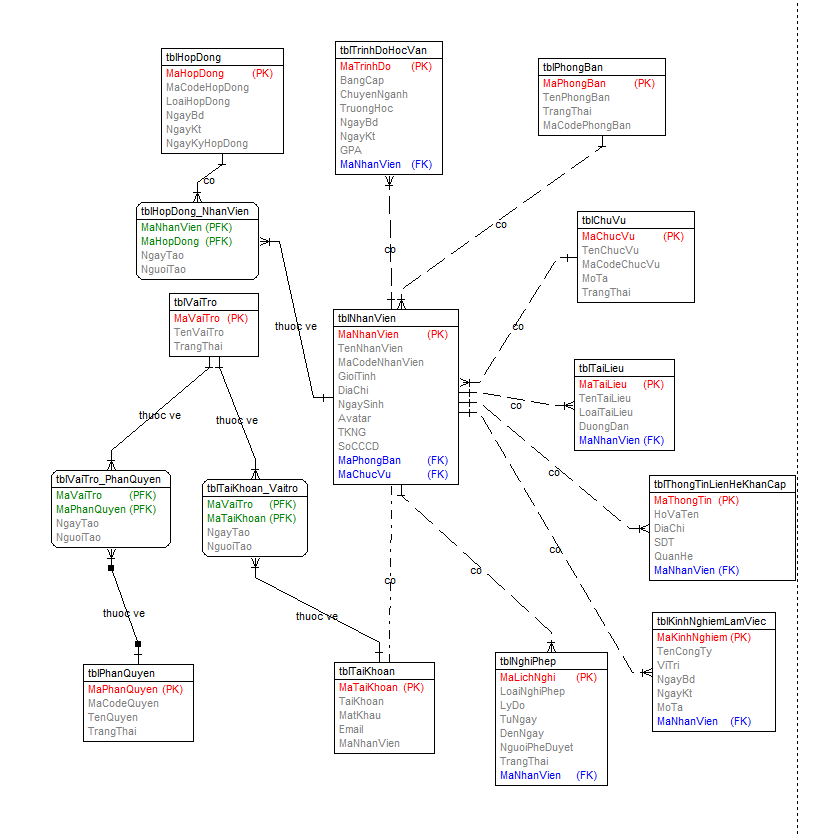 tblHopDong
MaHopDong (PK)
MaCodeHopDong
LoaiHopDong
NgayBd
NgayKt
NgayKyHopDong
tblTrinhDoHocVan
MaTrinhDo (PK)
BangCap
ChuyenNganh
TruongHoc
NgayBd
NgayKt
GPA
MaNhanVien (FK)
tblPhongBan
MaPhongBan (PK)
TenPhongBan
TrangThai
MaCodePhongBan
co
tblHopDong_NhanVien
MaNhanVien (PFK)
MaHopDong (PFK)
NgayTao
NguoiTao
co
co
tblChuVu
MaChucVu (PK)
TenChucVu
MaCodeChucVu
MoTa
TrangThai
tblVaiTro
MaVaiTro (PK)
TenVaiTro
TrangThai
thuoc ve
tblNhanVien
MaNhanVien (PK)
TenNhanVien
MaCodeNhanVien
GioiTinh
DiaChi
NgaySinh
Avatar
TKNG
SoCCCD
MaPhongBan (FK)
MaChucVu (FK)
co
co
tblTaiLieu
MaTaiLieu (PK)
TenTaiLieu
LoaiTaiLieu
DuongDan
MaNhanVien (FK)
thuoc ve
thuoc ve
tblVaiTro_PhanQuyen
MaVaiTro (PFK)
MaPhanQuyen (PFK)
NgayTao
NguoiTao
tblTaiKhoan_Vaitro
MaVaiTro (PFK)
MaTaiKhoan (PFK)
NgayTao
NguoiTao
co
tblThongTinLienHeKhanCap
MaThongTin (PK)
HoVaTen
DiaChi
SDT
QuanHe
MaNhanVien (FK)
co
co
co
thuoc ve
thuoc ve
tblPhanQuyen
MaPhanQuyen (PK)
MaCodeQuyen
TenQuyen
TrangThai
tblTaiKhoan
MaTaiKhoan (PK)
TaiKhoan
MatKhau
Email
MaNhanVien
tblNghiPhep
MaLichNghi (PK)
LoaiNghiPhep
LyDo
TuNgay
DenNgay
NguoiPheDuyet
TrangThai
MaNhanVien (FK)
tblKinhNghiemLamViec
MaKinhNghiem (PK)
TenCongTy
ViTri
NgayBd
NgayKt
MoTa
MaNhanVien (FK)